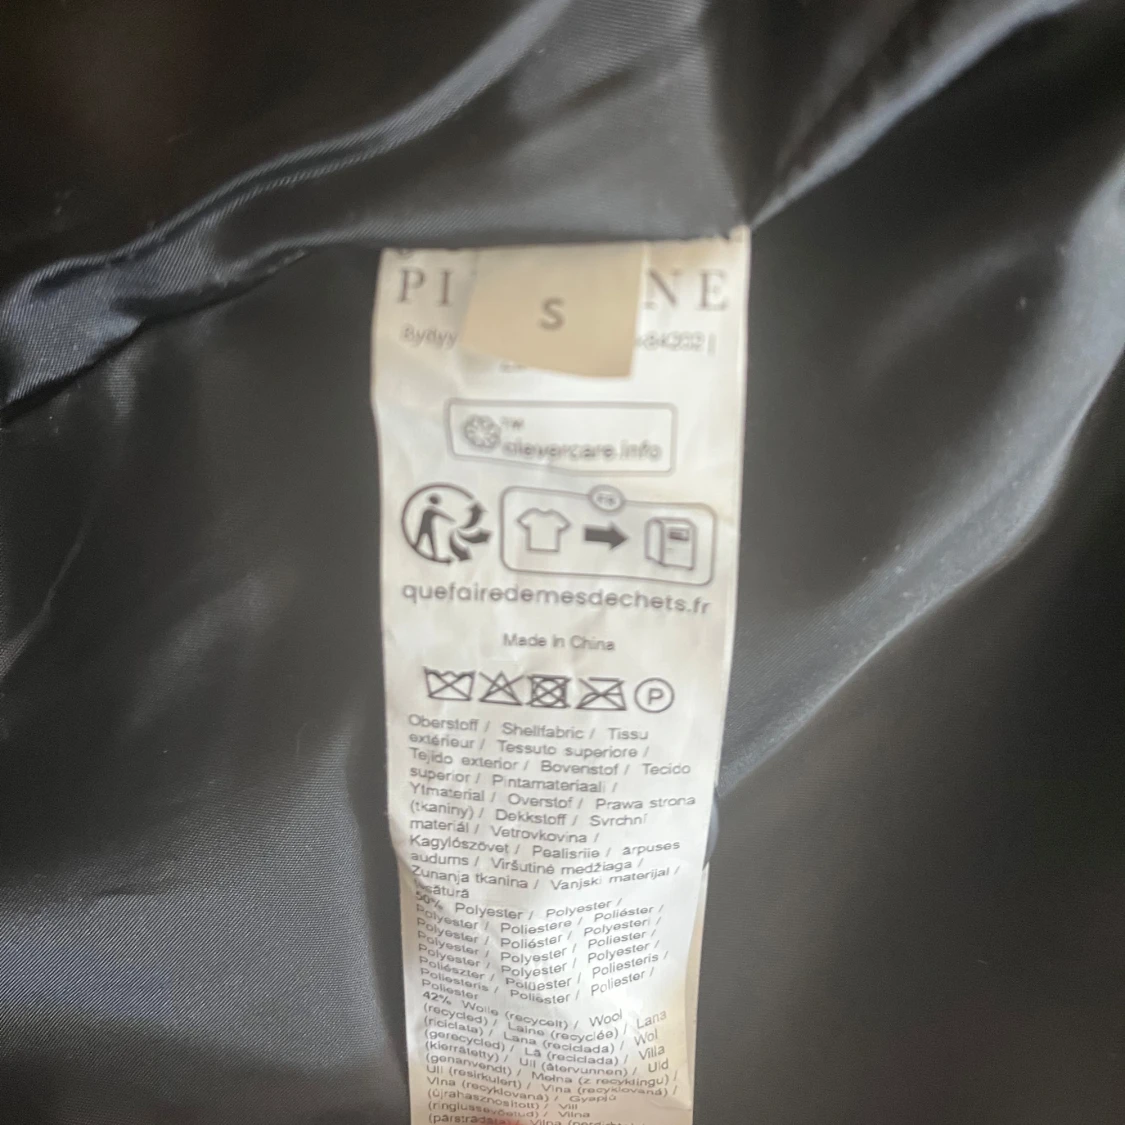 PI
S
NE
TM
clevercare.info
FR
quefairedemesdechets.fr
Made in China
P
Oberstoff / Shellfabric / Tissu
extérieur / Tessuto superiore /
Tejido exterior / Bovenstof / Tecido
superior / Pintamateriaali /
Ytmaterial / Overstof / Prawa strona
(tkaniny) / Dekkstoff / Svrchní
materiál / Vetrovkovina /
Kagylószövet / Pealisriie / ārpuses
audums / Viršutinė medžiaga /
Zunanja tkanina / Vanjski materijal /
50% Polyester / Polyester /
Polyester / Poliestere / Poliéster /
Polyester / Poliéster / Polyesteri /
Polyester / Polyester / Poliester /
Polyester / Polyester / Polyester /
Poliészter / Polüester / Poliesteris /
Poliesteris / Poliester / Poliester /
Poliester
42% Wolle (recycelt) / Wool
(recycled) / Laine (recyclée) / Lana
(riciclata) / Lana (reciclada) / Wol
(gerecycled) / Lã (reciclada) / Villa
(kierrätetty) / Ull (återvunnen) / Uld
(genanvendt) / Wełna (z recyklingu) /
Ull (resirkulert) / Vlna (recyklovaná) /
Vlna (recyklovaná) / Gyapjú
(újrahasznosított) / Vill
(ringlussevõetud) / Vilna